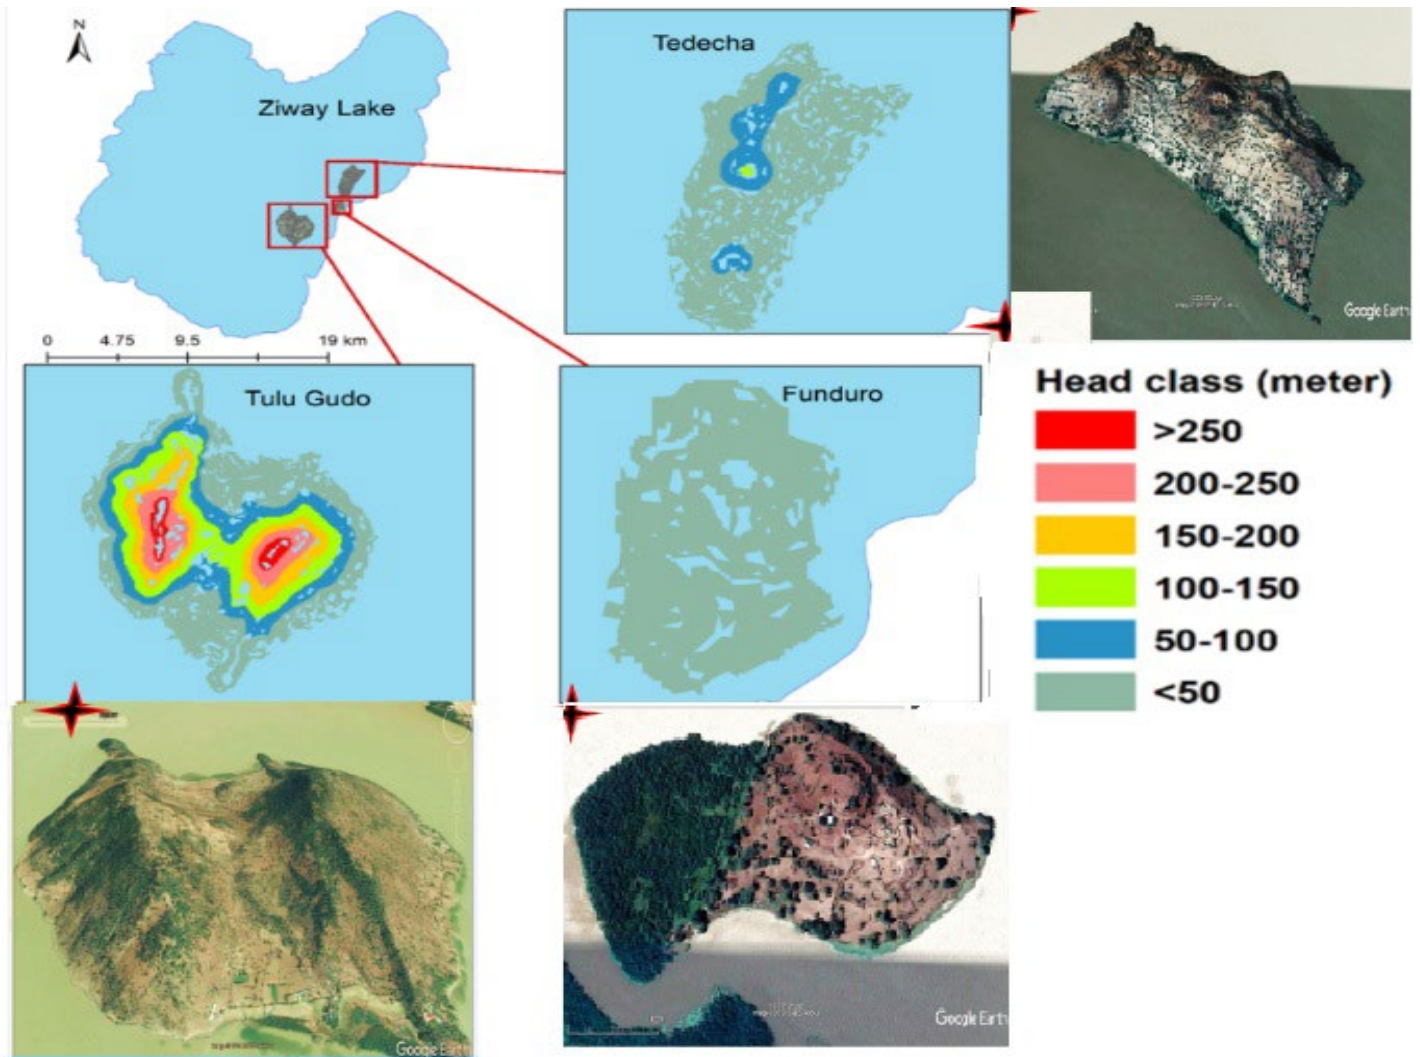 N
Ziway Lake
0 4.75 9.5 19 km
Tedecha
Google Earth
Tulu Gudo
Funduro
Head class (meter)
>250
200-250
150-200
100-150
50-100
<50
Google Earth
Google Earth